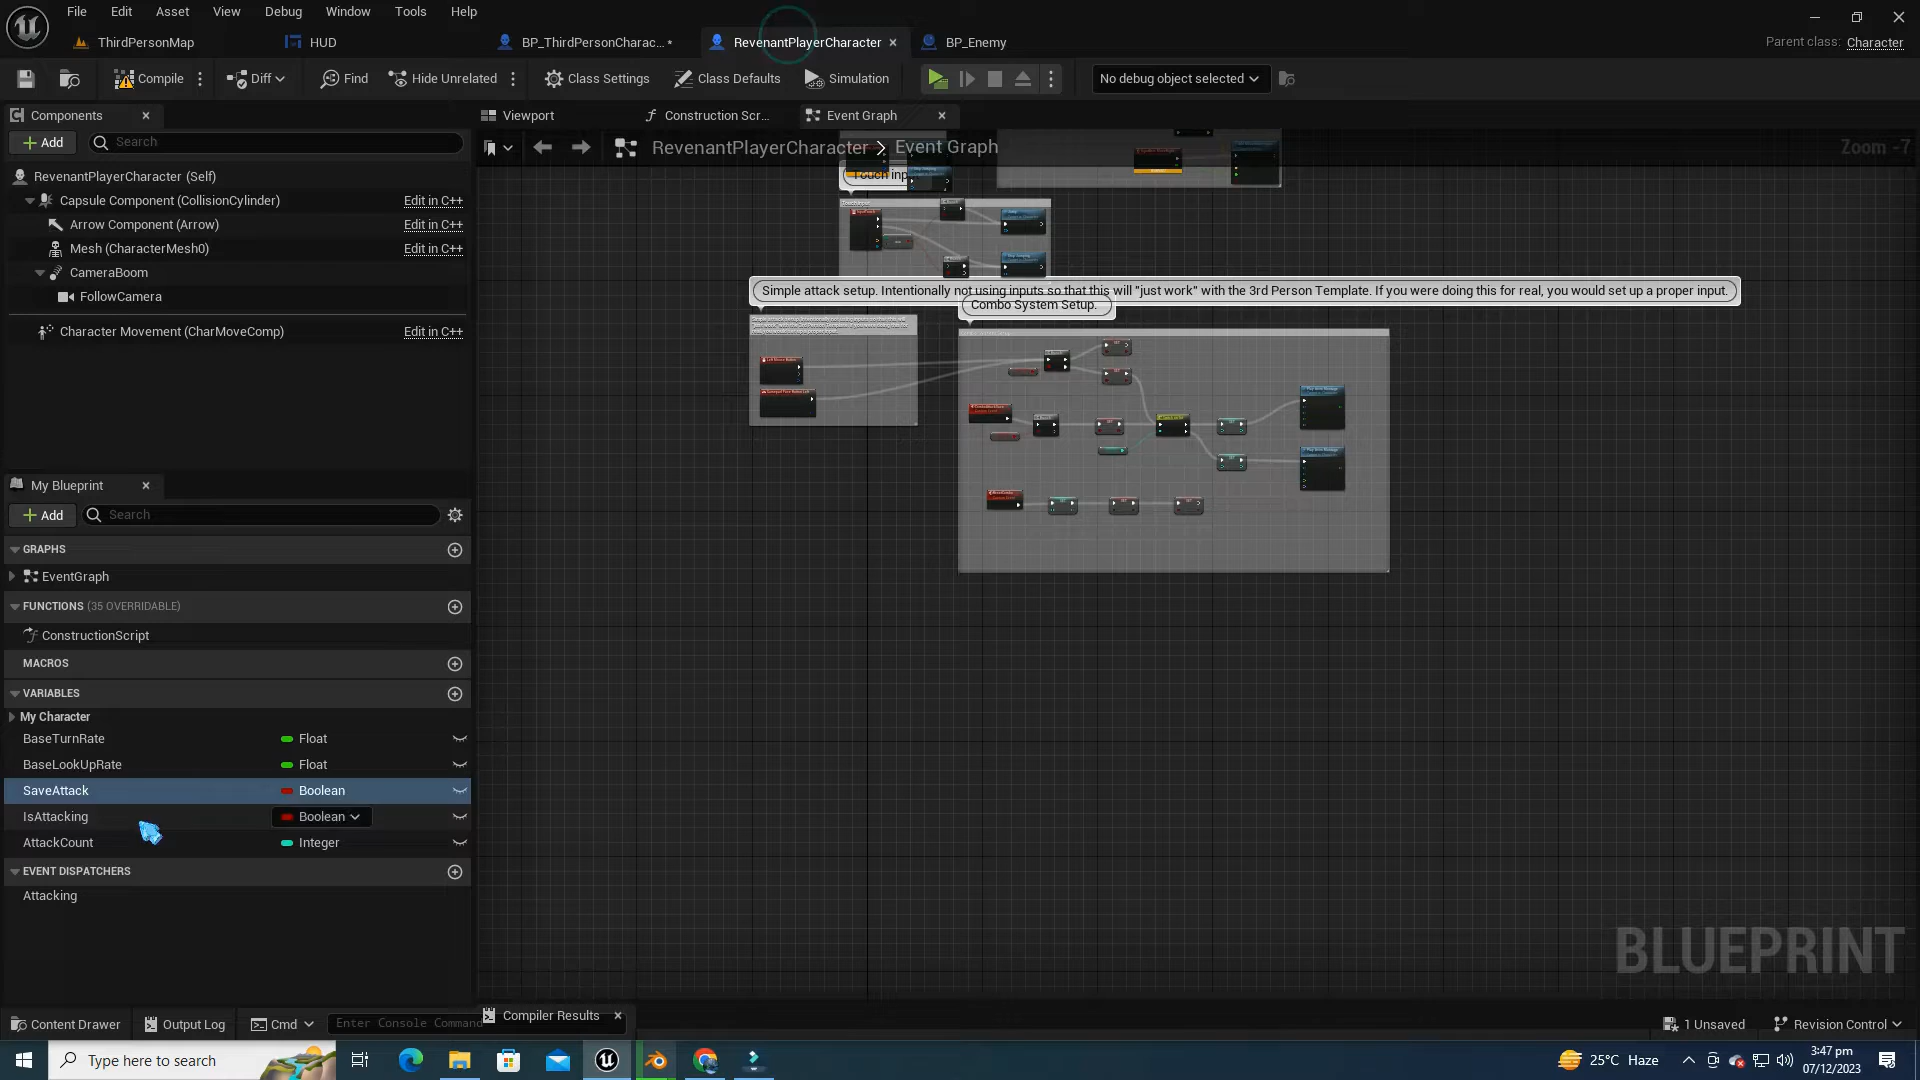 File Edit Asset View Debug Window Tools Help
ThirdPersonMap HUD BP_ThirdPersonCharac...* RevenantPlayerCharacter BP_Enemy
Parent class: Character
Compile Diff Find Hide Unrelated Class Settings Class Defaults Simulation No debug object selected
Components
Viewport Construction Scr... Event Graph
Add Search
RevenantPlayerCharacter > Event Graph
Zoom -7
RevenantPlayerCharacter (Self)
Capsule Component (CollisionCylinder) Edit in C++
Arrow Component (Arrow) Edit in C++
Mesh (CharacterMesh0) Edit in C++
CameraBoom
FollowCamera
Character Movement (CharMoveComp) Edit in C++
Simple attack setup. Intentionally not using inputs so that this will "just work" with the 3rd Person Template. If you were doing this for real, you would set up a proper input.
Combo System Setup.
My Blueprint
Add Search
GRAPHS
EventGraph
FUNCTIONS (35 OVERRIDABLE)
ConstructionScript
MACROS
VARIABLES
My Character
BaseTurnRate Float
BaseLookUpRate Float
SaveAttack Boolean
IsAttacking Boolean
AttackCount Integer
EVENT DISPATCHERS
Attacking
BLUEPRINT
Content Drawer Output Log Cmd Enter Console Command Compiler Results
1 Unsaved Revision Control
Type here to search
25°C Haze
3:47 pm
07/12/2023